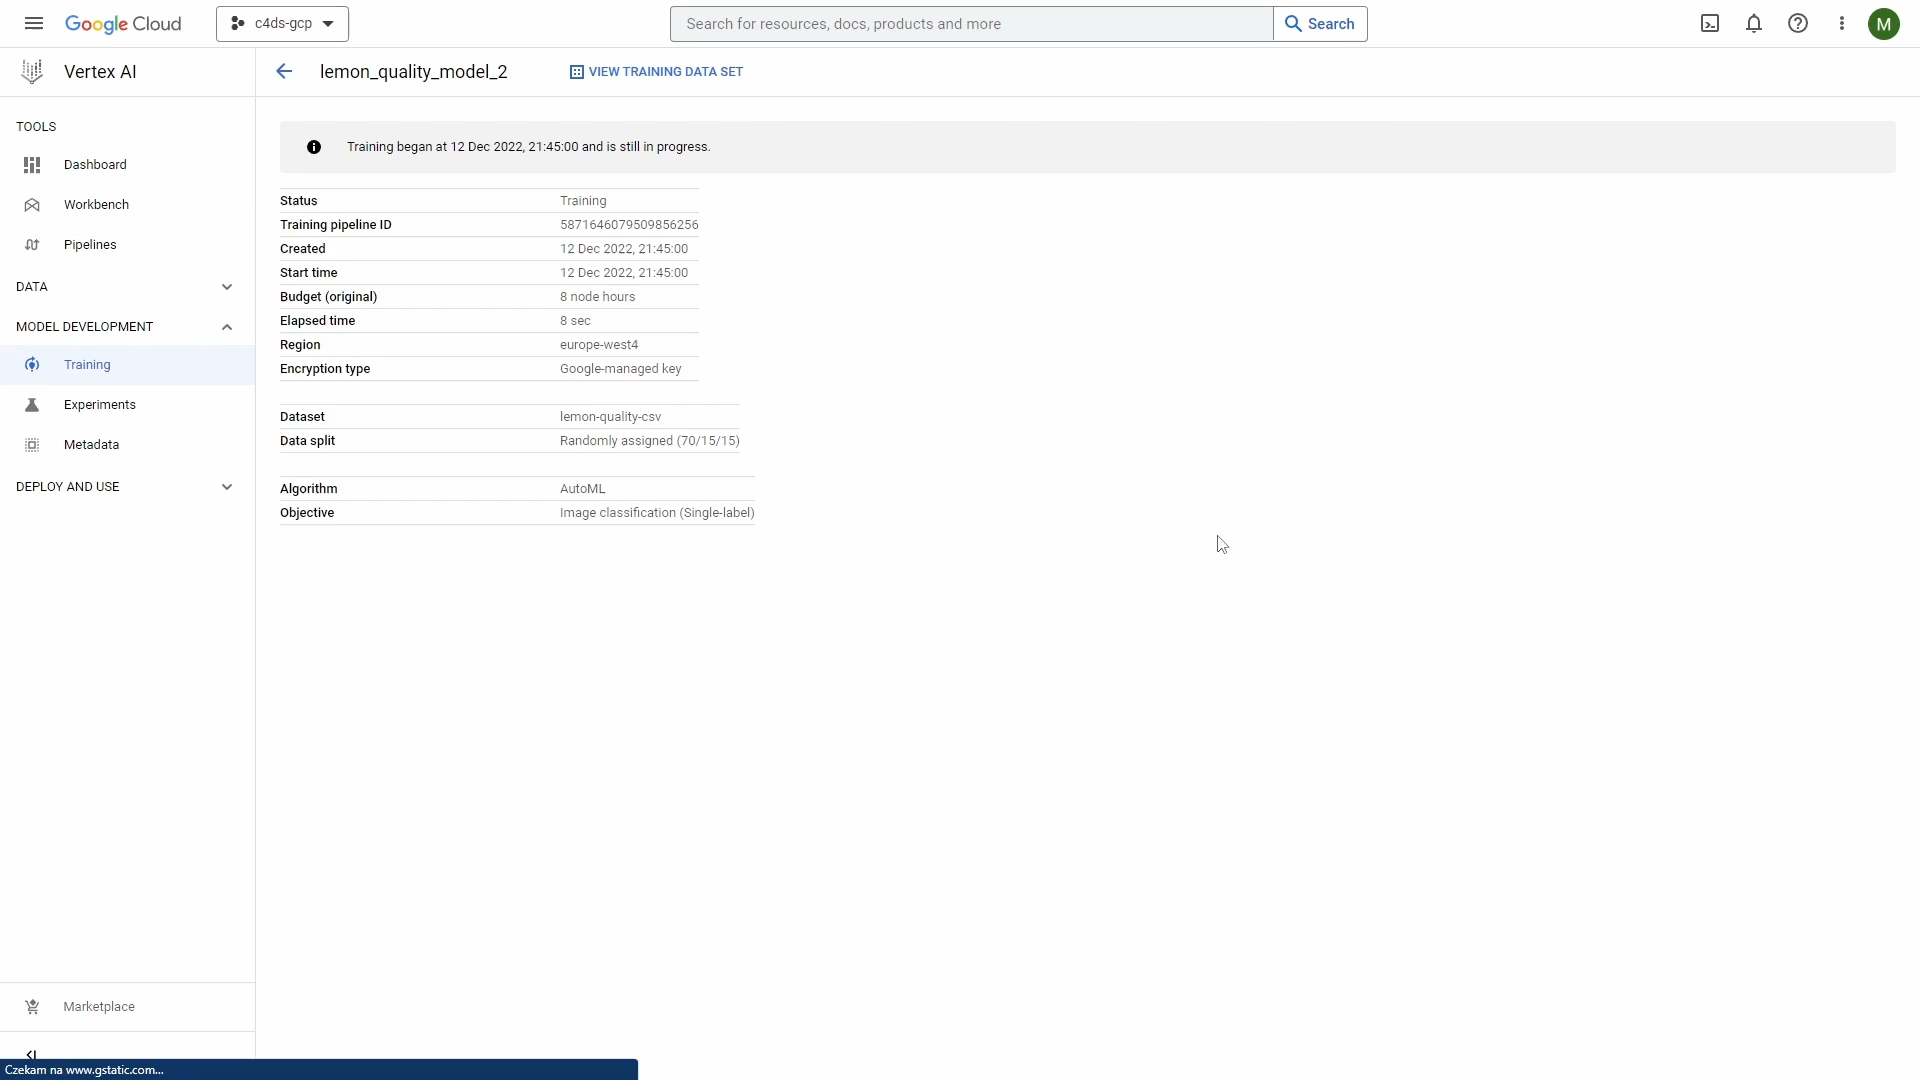 Google Cloud
c4ds-gcp
Search for resources, docs, products and more
Search
M
Vertex AI
lemon_quality_model_2
VIEW TRAINING DATA SET
TOOLS
Dashboard
Workbench
Pipelines
DATA
MODEL DEVELOPMENT
Training
Experiments
Metadata
DEPLOY AND USE
Marketplace
Training began at 12 Dec 2022, 21:45:00 and is still in progress.
Status Training
Training pipeline ID 5871646079509856256
Created 12 Dec 2022, 21:45:00
Start time 12 Dec 2022, 21:45:00
Budget (original) 8 node hours
Elapsed time 8 sec
Region europe-west4
Encryption type Google-managed key
Dataset lemon-quality-csv
Data split Randomly assigned (70/15/15)
Algorithm AutoML
Objective Image classification (Single-label)
Czekam na www.gstatic.com...